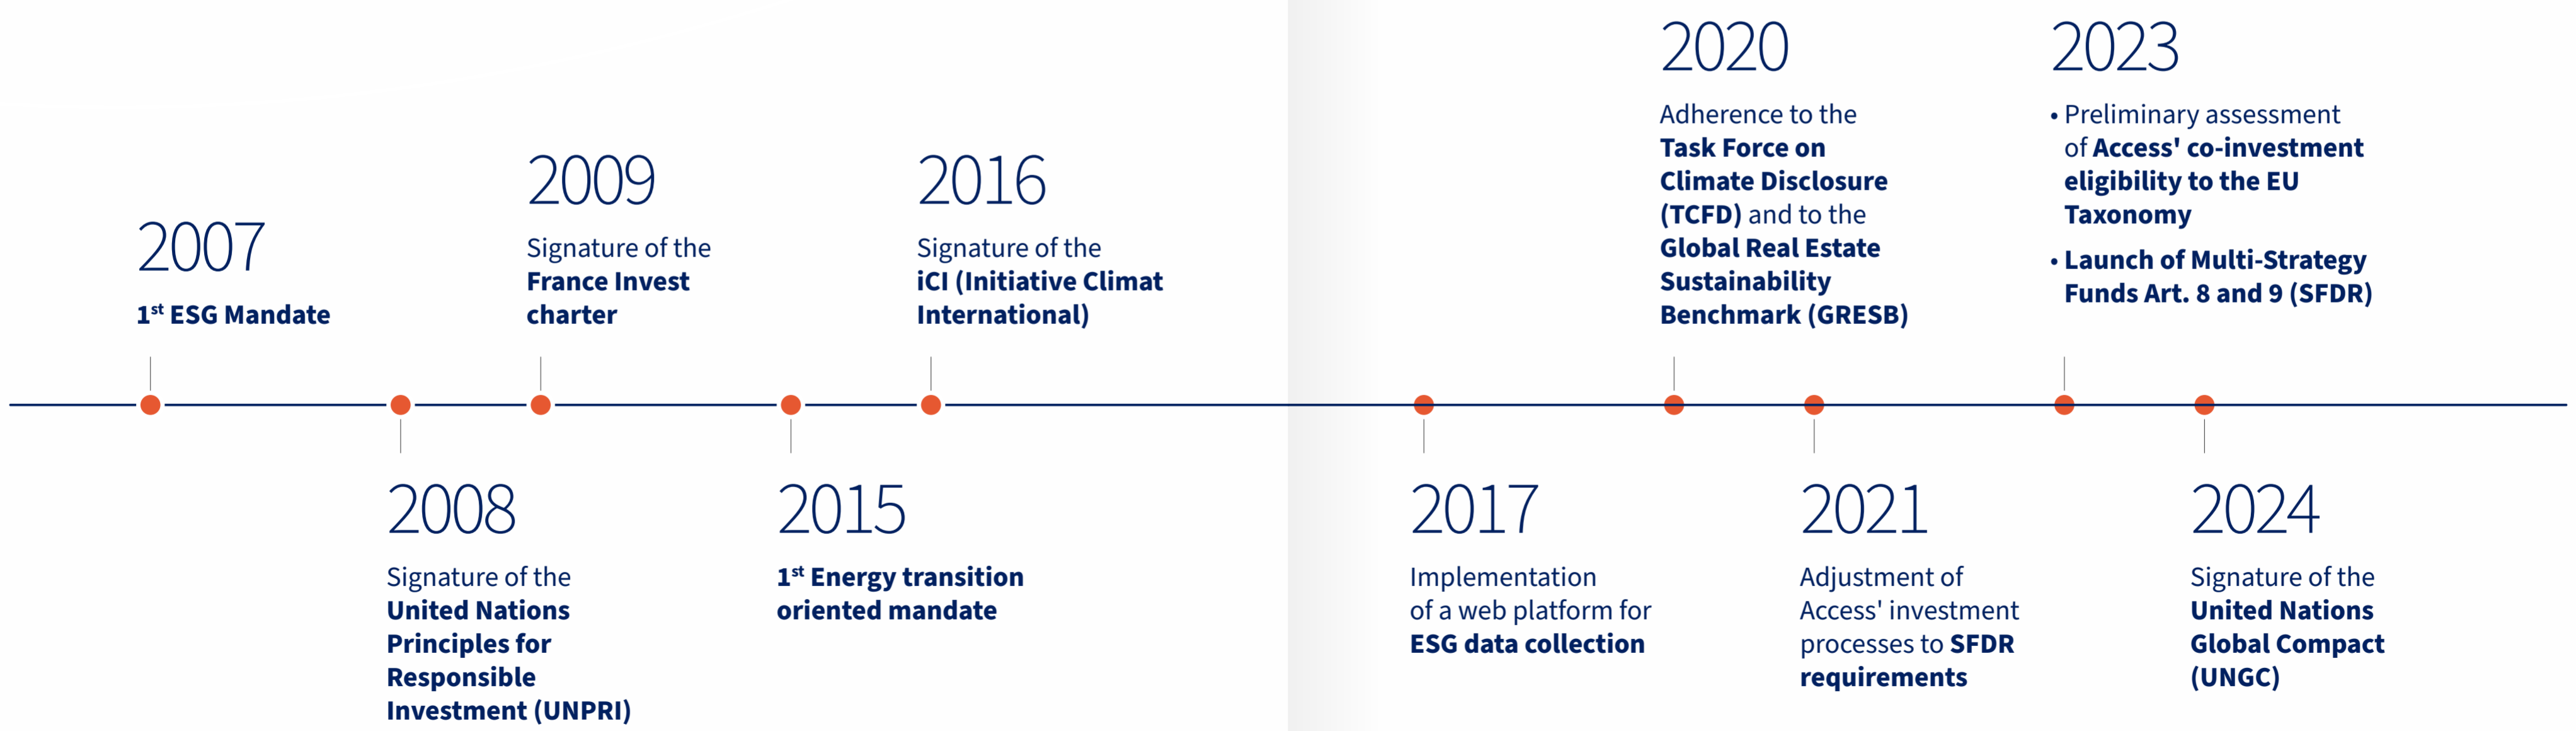 2007
1st ESG Mandate
2008
Signature of the
United Nations
Principles for
Responsible
Investment (UNPRI)
2009
Signature of the
France Invest
charter
2015
1st Energy transition
oriented mandate
2016
Signature of the
iCI (Initiative Climat
International)
2017
Implementation
of a web platform for
ESG data collection
2020
Adherence to the
Task Force on
Climate Disclosure
(TCFD) and to the
Global Real Estate
Sustainability
Benchmark (GRESB)
2021
Adjustment of
Access' investment
processes to SFDR
requirements
2023
• Preliminary assessment
of Access' co-investment
eligibility to the EU
Taxonomy
• Launch of Multi-Strategy
Funds Art. 8 and 9 (SFDR)
2024
Signature of the
United Nations
Global Compact
(UNGC)